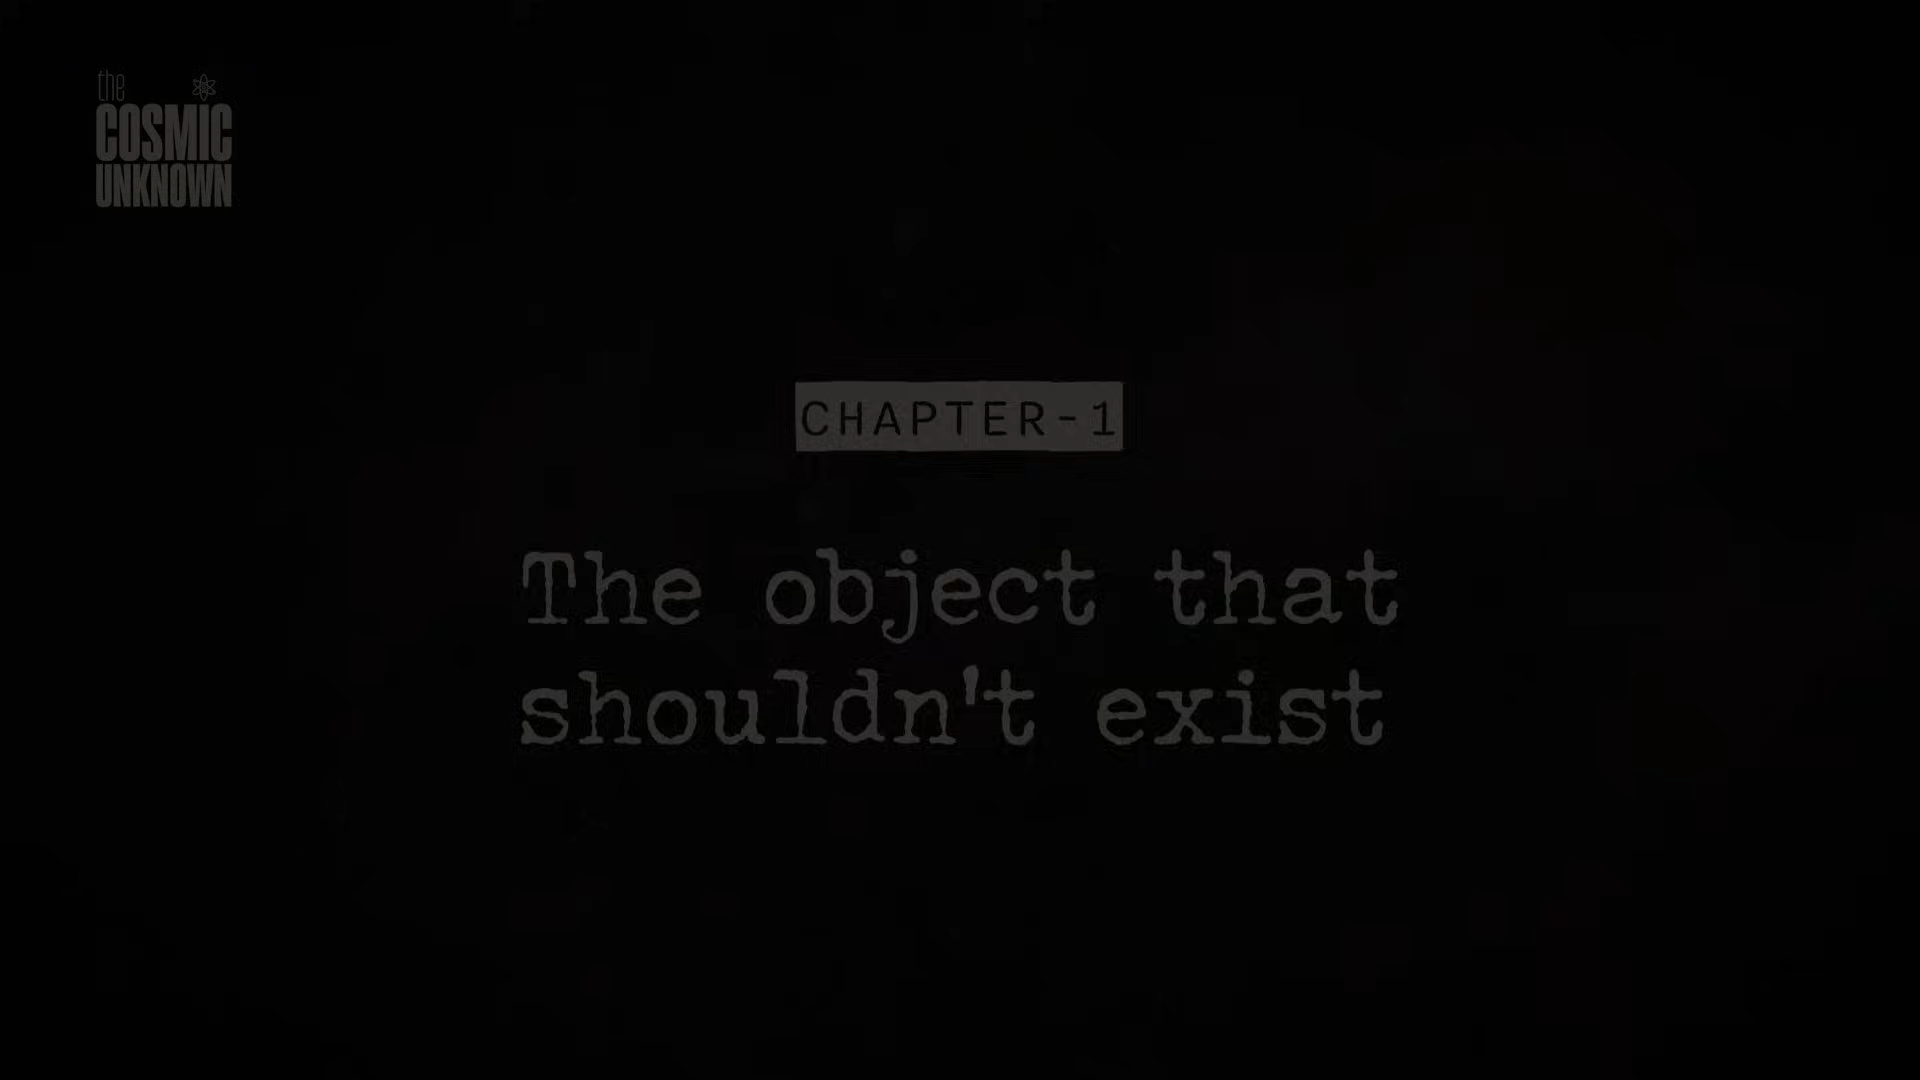 the
COSMIC
UNKNOWN
CHAPTER-1
The object that
shouldn't exist